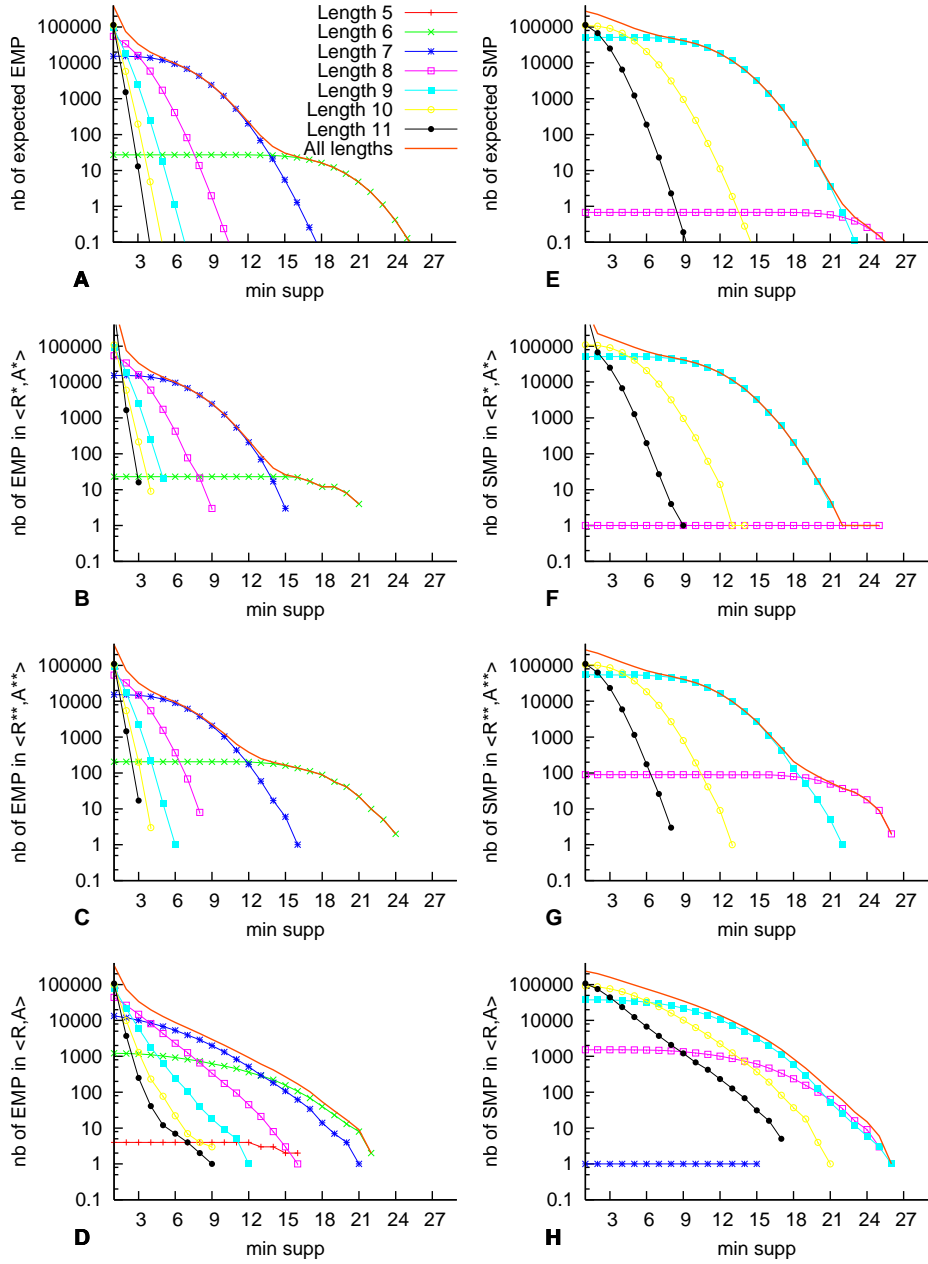 nb of expected EMP
100000
10000
1000
100
10
1
0.1
3 6 9 12 15 18 21 24 27
min supp
A
Length 5
Length 6
Length 7
Length 8
Length 9
Length 10
Length 11
All lengths
nb of expected SMP
100000
10000
1000
100
10
1
0.1
3 6 9 12 15 18 21 24 27
min supp
E
nb of EMP in <R*,A*>
100000
10000
1000
100
10
1
0.1
3 6 9 12 15 18 21 24 27
min supp
B
nb of SMP in <R*,A*>
100000
10000
1000
100
10
1
0.1
3 6 9 12 15 18 21 24 27
min supp
F
nb of EMP in <R**,A**>
100000
10000
1000
100
10
1
0.1
3 6 9 12 15 18 21 24 27
min supp
C
nb of SMP in <R**,A**>
100000
10000
1000
100
10
1
0.1
3 6 9 12 15 18 21 24 27
min supp
G
nb of EMP in <R,A>
100000
10000
1000
100
10
1
0.1
3 6 9 12 15 18 21 24 27
min supp
D
nb of SMP in <R,A>
100000
10000
1000
100
10
1
0.1
3 6 9 12 15 18 21 24 27
min supp
H